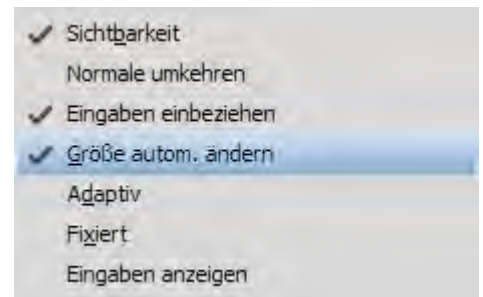 Sichtbarkeit
Normale umkehren
Eingaben einbeziehen
Größe autom. ändern
Adaptiv
Fixiert
Eingaben anzeigen